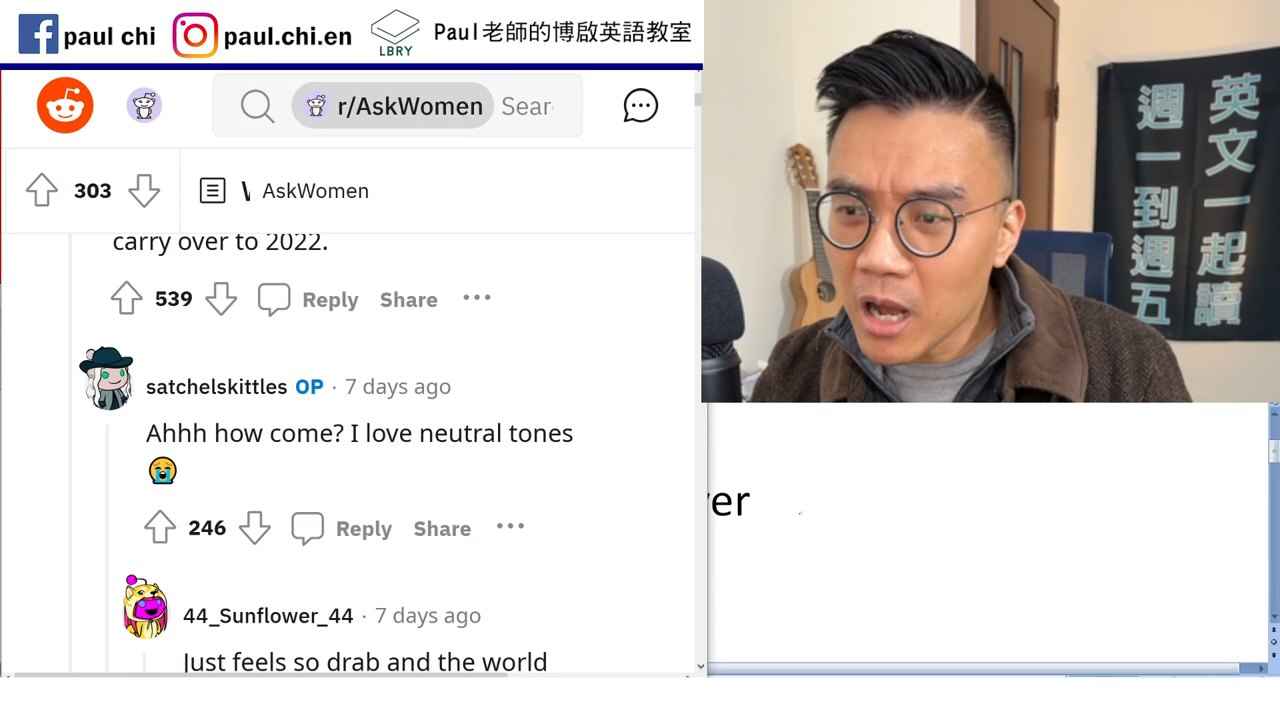 paul chi
paul.chi.en
LBRY
Paul老師的博啟英語教室
r/AskWomen
303
AskWomen
carry over to 2022.
539
Reply Share
satchelskittles OP · 7 days ago
Ahhh how come? I love neutral tones
😭
246
Reply Share
44_Sunflower_44 · 7 days ago
Just feels so drab and the world
英文一起讀
週一到週五